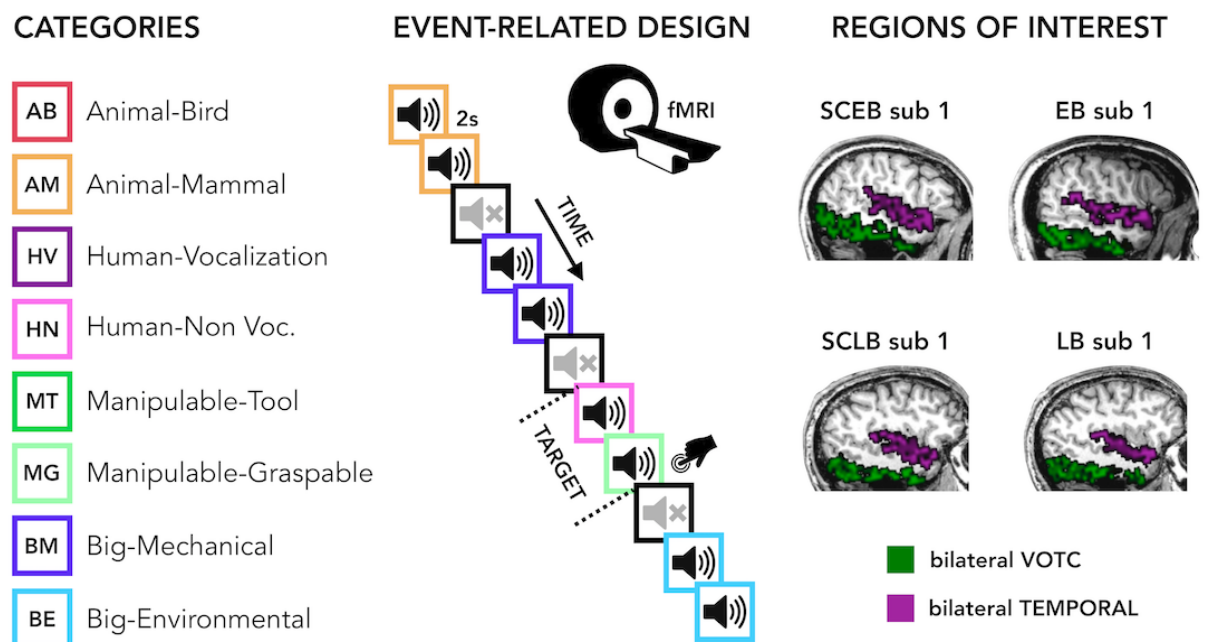 CATEGORIES
AB Animal-Bird
AM Animal-Mammal
HV Human-Vocalization
HN Human-Non Voc.
MT Manipulable-Tool
MG Manipulable-Graspable
BM Big-Mechanical
BE Big-Environmental
EVENT-RELATED DESIGN
2s
fMRI
TIME
TARGET
REGIONS OF INTEREST
SCEB sub 1 EB sub 1
SCLB sub 1 LB sub 1
bilateral VOTC
bilateral TEMPORAL